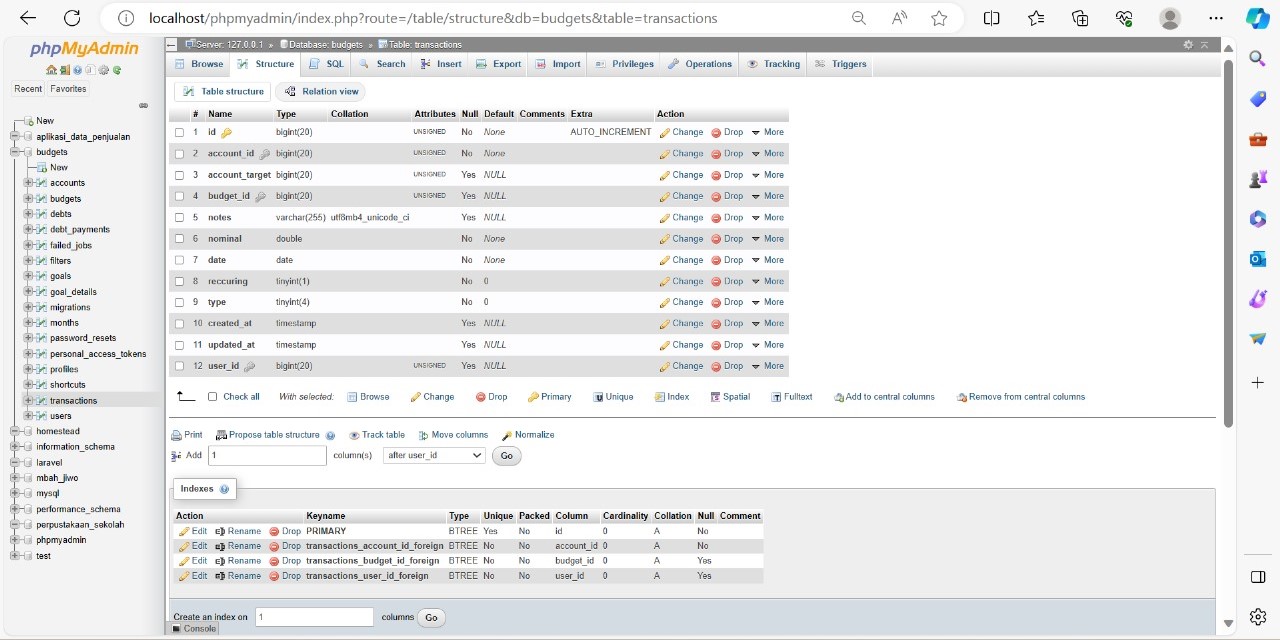 localhost/phpmyadmin/index.php?route=/table/structure&db=budgets&table=transactions
phpMyAdmin
Recent Favorites
New
aplikasi_data_penjualan
budgets
New
accounts
budgets
debts
debt_payments
failed_jobs
filters
goals
goal_details
migrations
months
password_resets
personal_access_tokens
profiles
shortcuts
transactions
users
homestead
information_schema
laravel
mbah_jiwo
mysql
performance_schema
perpustakaan_sekolah
phpmyadmin
test
Server: 127.0.0.1 » Database: budgets » Table: transactions
Browse Structure SQL Search Insert Export Import Privileges Operations Tracking Triggers
Table structure Relation view
# Name Type Collation Attributes Null Default Comments Extra Action
1 id bigint(20) UNSIGNED No None AUTO_INCREMENT Change Drop More
2 account_id bigint(20) UNSIGNED No None Change Drop More
3 account_target bigint(20) UNSIGNED Yes NULL Change Drop More
4 budget_id bigint(20) UNSIGNED Yes NULL Change Drop More
5 notes varchar(255) utf8mb4_unicode_ci Yes NULL Change Drop More
6 nominal double No None Change Drop More
7 date date No None Change Drop More
8 reccuring tinyint(1) No 0 Change Drop More
9 type tinyint(4) No 0 Change Drop More
10 created_at timestamp Yes NULL Change Drop More
11 updated_at timestamp Yes NULL Change Drop More
12 user_id bigint(20) UNSIGNED Yes NULL Change Drop More
Check all With selected: Browse Change Drop Primary Unique Index Spatial Fulltext Add to central columns Remove from central columns
Print Propose table structure Track table Move columns Normalize
Add 1 column(s) after user_id Go
Indexes
Action Keyname Type Unique Packed Column Cardinality Collation Null Comment
Edit Rename Drop PRIMARY BTREE Yes No id 0 A No
Edit Rename Drop transactions_account_id_foreign BTREE No No account_id 0 A No
Edit Rename Drop transactions_budget_id_foreign BTREE No No budget_id 0 A Yes
Edit Rename Drop transactions_user_id_foreign BTREE No No user_id 0 A Yes
Create an index on 1 columns Go
Console